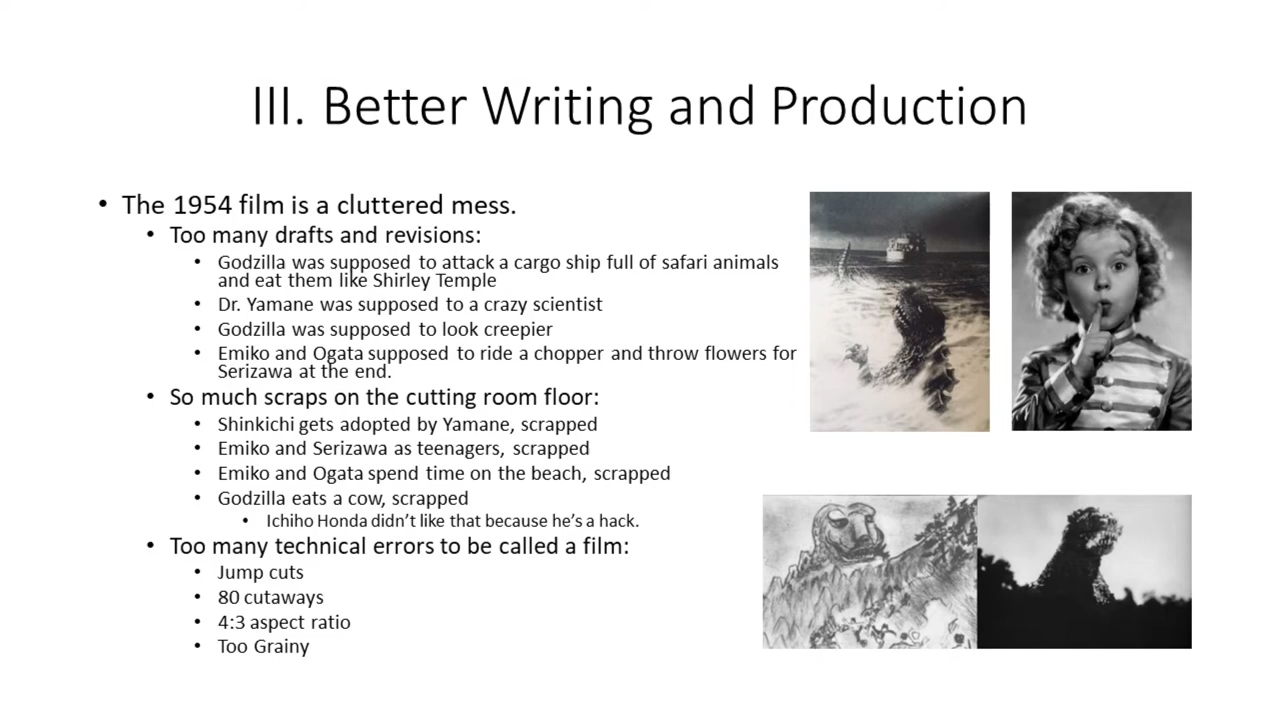 III. Better Writing and Production
• The 1954 film is a cluttered mess.
• Too many drafts and revisions:
• Godzilla was supposed to attack a cargo ship full of safari animals
and eat them like Shirley Temple
• Dr. Yamane was supposed to a crazy scientist
• Godzilla was supposed to look creepier
• Emiko and Ogata supposed to ride a chopper and throw flowers for
Serizawa at the end.
• So much scraps on the cutting room floor:
• Shinkichi gets adopted by Yamane, scrapped
• Emiko and Serizawa as teenagers, scrapped
• Emiko and Ogata spend time on the beach, scrapped
• Godzilla eats a cow, scrapped
• Ichiho Honda didn’t like that because he’s a hack.
• Too many technical errors to be called a film:
• Jump cuts
• 80 cutaways
• 4:3 aspect ratio
• Too Grainy